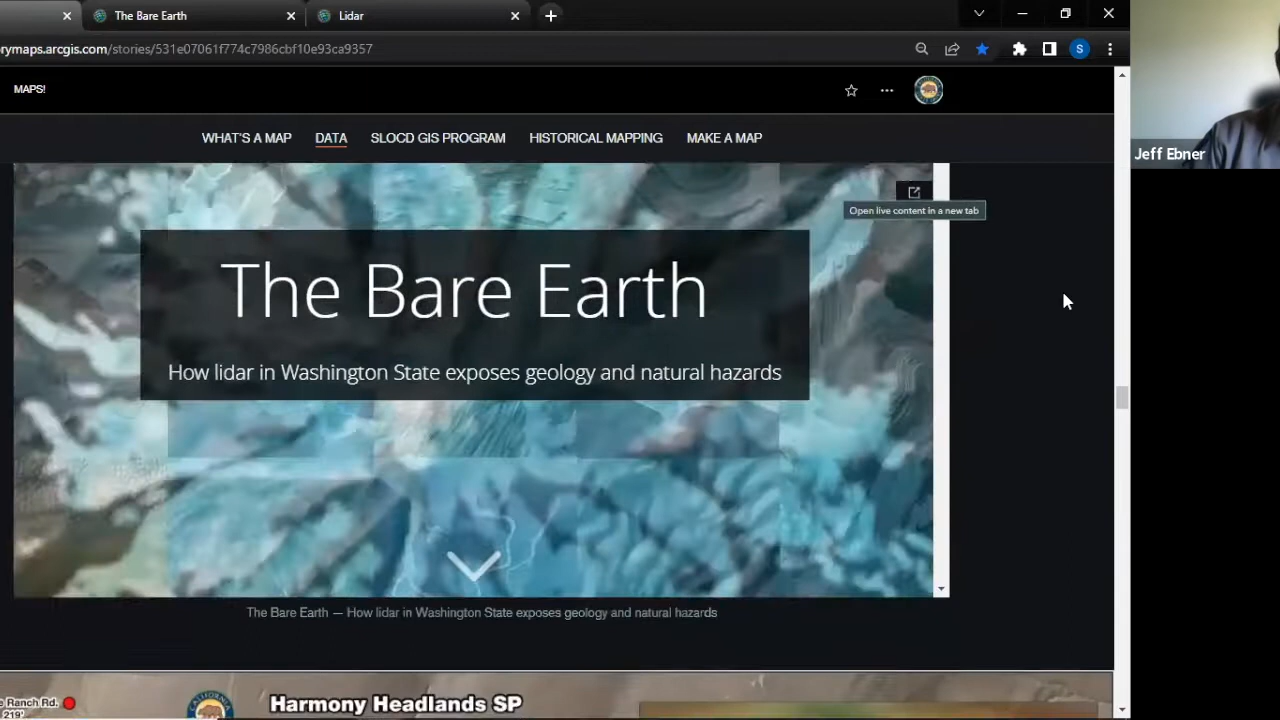 The Bare Earth
Lidar
rymaps.arcgis.com/stories/531e07061f774c7986cbf10e93ca9357
S
MAPS!
WHAT'S A MAP DATA SLOCD GIS PROGRAM HISTORICAL MAPPING MAKE A MAP
Jeff Ebner
Open live content in a new tab
The Bare Earth
How lidar in Washington State exposes geology and natural hazards
The Bare Earth — How lidar in Washington State exposes geology and natural hazards
e Ranch Rd.
219'
Harmony Headlands SP